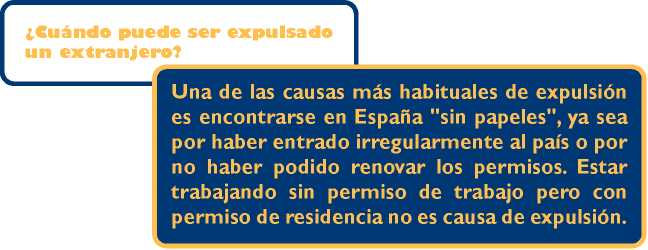 ¿Cuándo puede ser expulsado
un extranjero?
Una de las causas más habituales de expulsión
es encontrarse en España "sin papeles", ya sea
por haber entrado irregularmente al país o por
no haber podido renovar los permisos. Estar
trabajando sin permiso de trabajo pero con
permiso de residencia no es causa de expulsión.